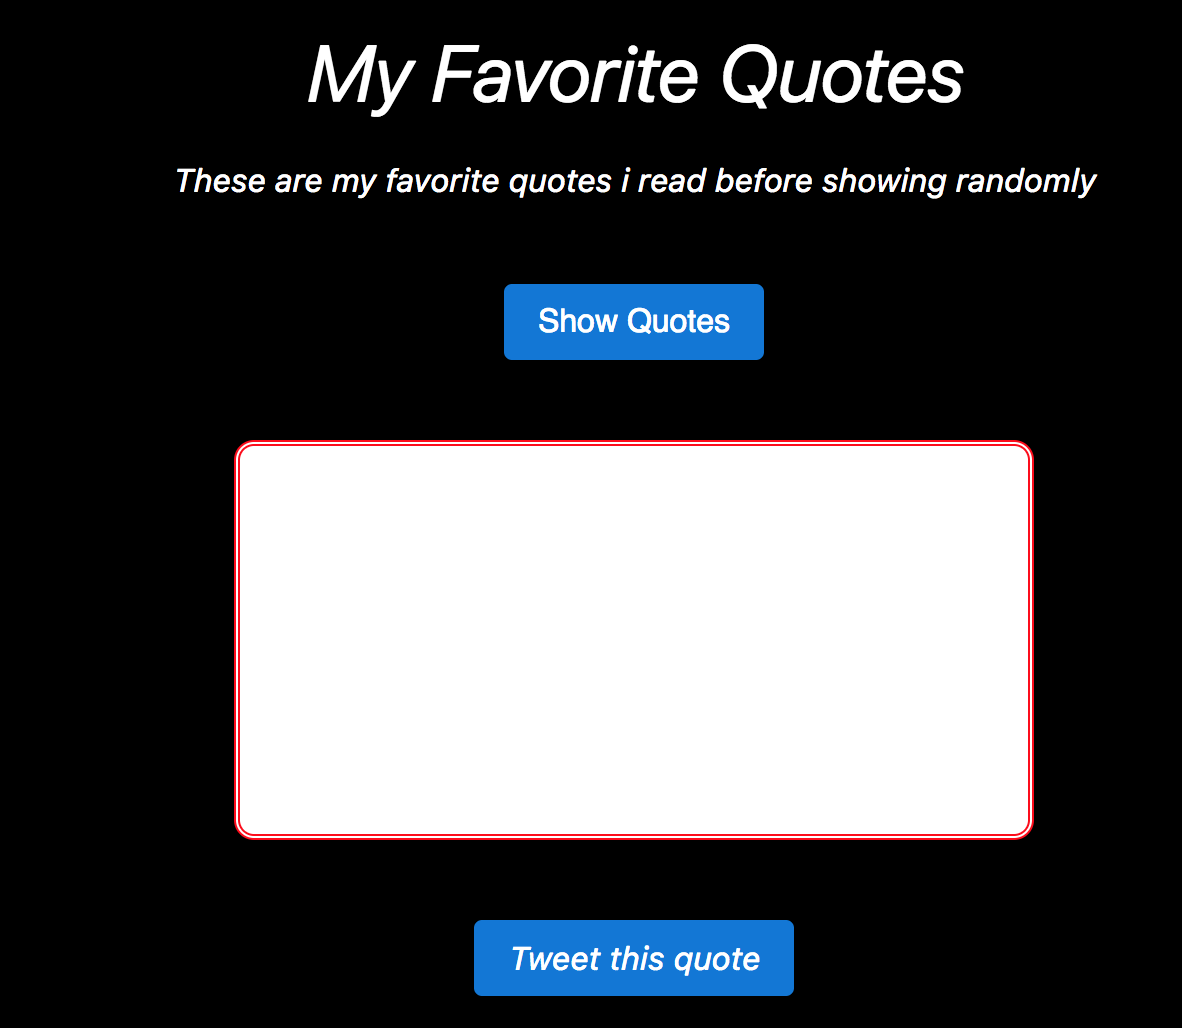 My Favorite Quotes
These are my favorite quotes i read before showing randomly
Show Quotes
Tweet this quote